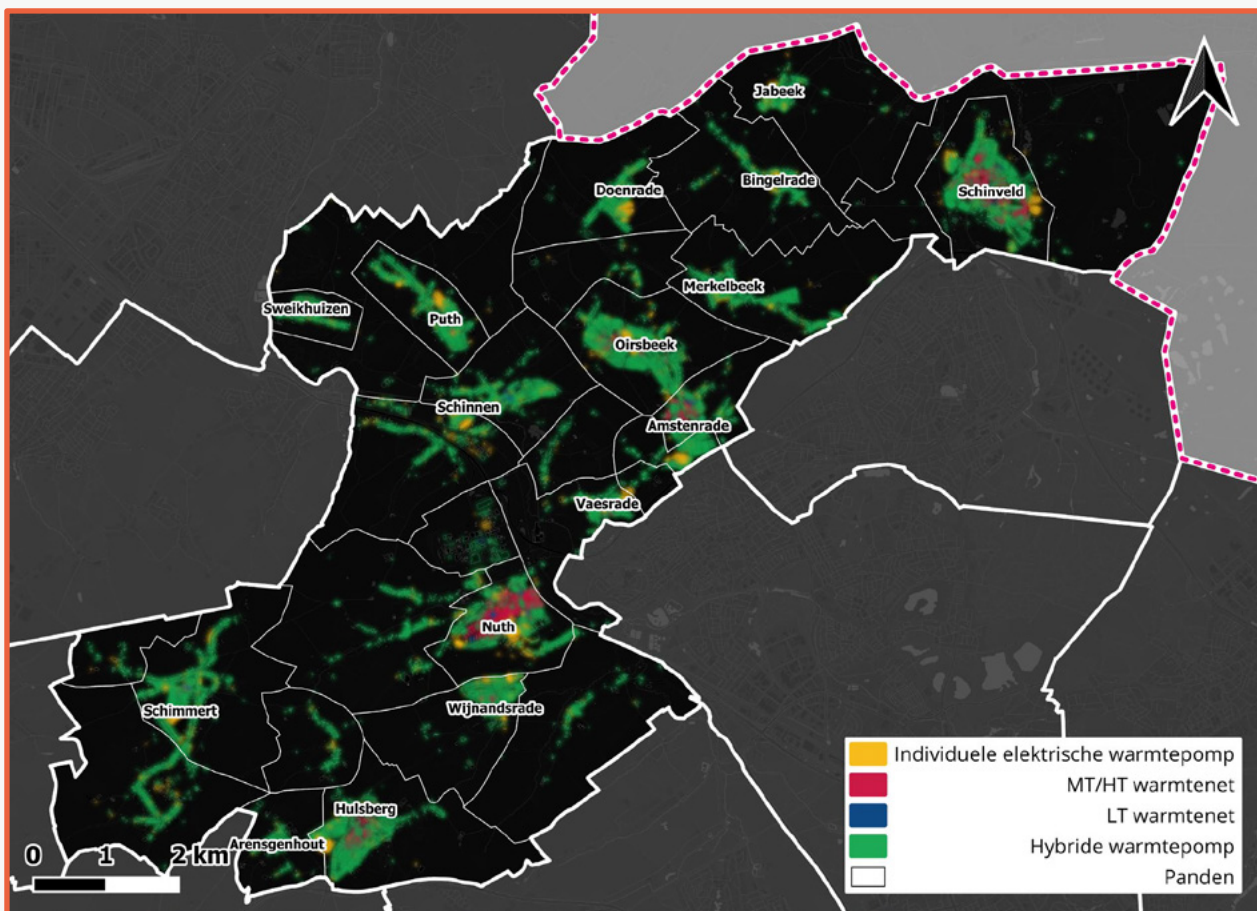 Jabeek
Doenrade
Bingelrade
Schinveld
Sweikhuizen
Puth
Merkelbeek
Oirsbeek
Schinnen
Amstenrade
Vaesrade
Nuth
Schimmert
Wijnandsrade
Hulsberg
Arensgenhout
0 1 2 km
Individuele elektrische warmtepomp
MT/HT warmtenet
LT warmtenet
Hybride warmtepomp
Panden